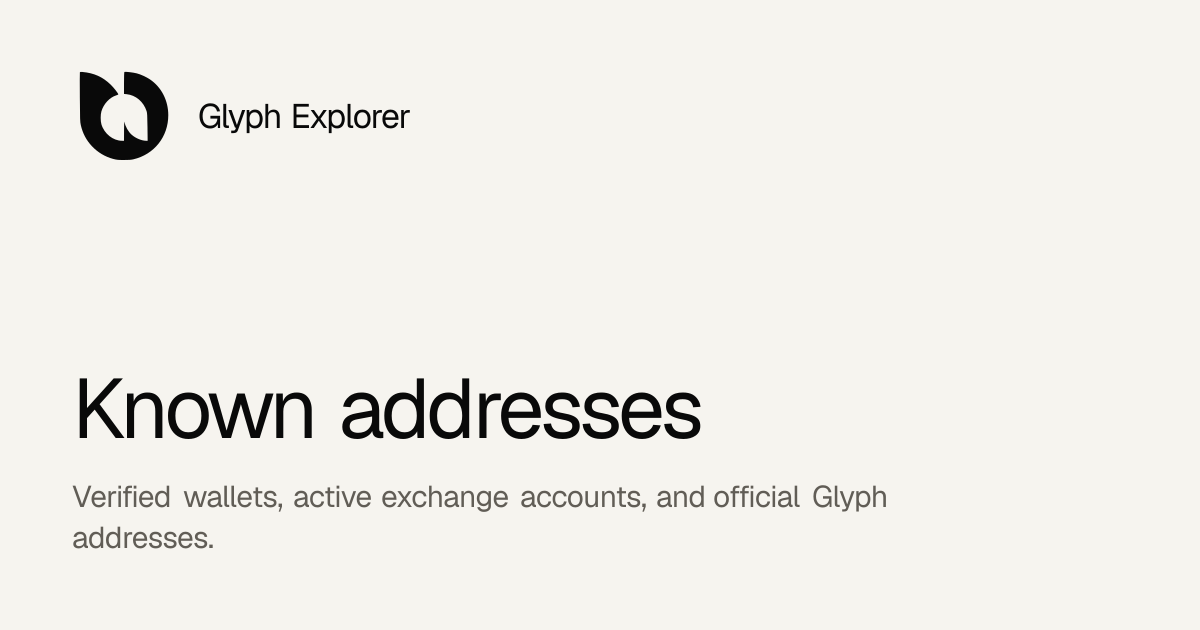 Glyph Explorer
Known addresses
Verified wallets, active exchange accounts, and official Glyph
addresses.